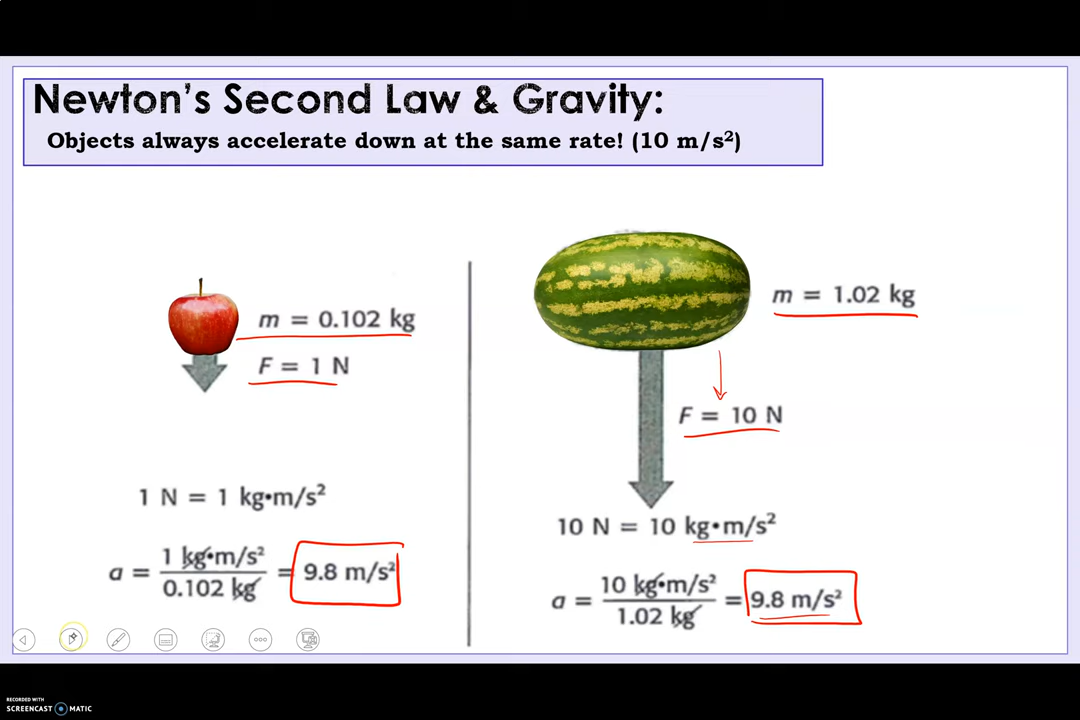 Newton's Second Law & Gravity:
Objects always accelerate down at the same rate! (10 m/s²)
m = 0.102 kg
F = 1 N
1 N = 1 kg•m/s²
a = 1 kg•m/s² / 0.102 kg = 9.8 m/s²
m = 1.02 kg
F = 10 N
10 N = 10 kg•m/s²
a = 10 kg•m/s² / 1.02 kg = 9.8 m/s²
RECORDED WITH
SCREENCAST MATIC